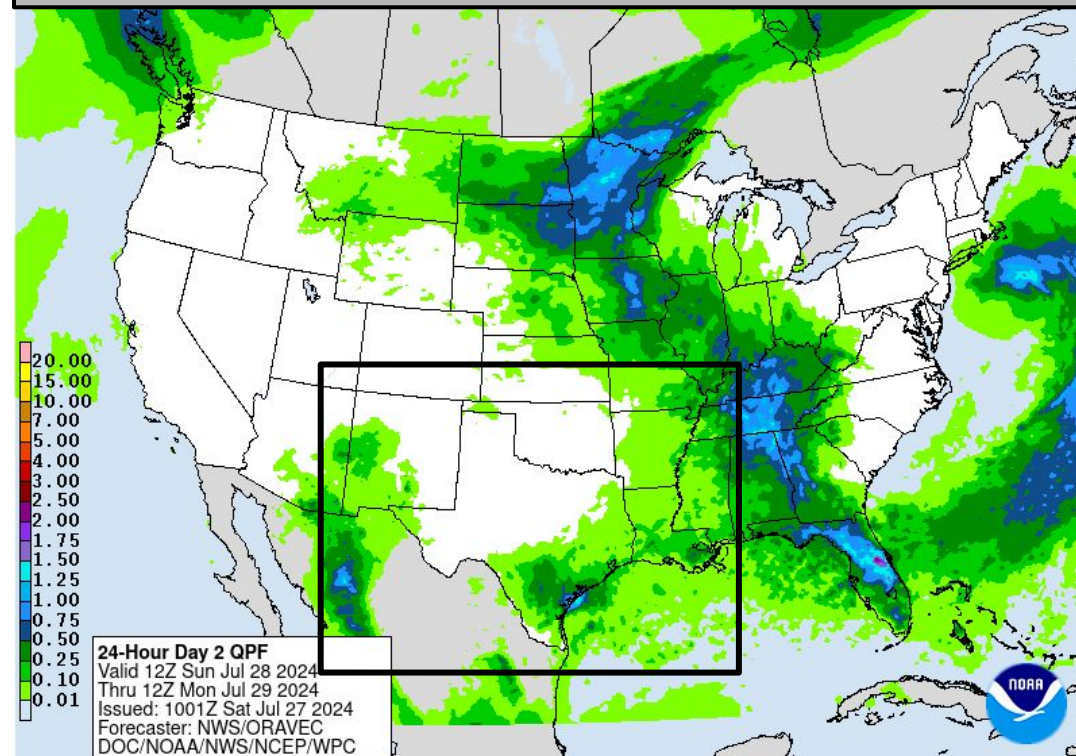 20.00
15.00
10.00
7.00
5.00
4.00
3.00
2.50
2.00
1.75
1.50
1.25
1.00
0.75
0.50
0.25
0.10
0.01
24-Hour Day 2 QPF
Valid 12Z Sun Jul 28 2024
Thru 12Z Mon Jul 29 2024
Issued: 1001Z Sat Jul 27 2024
Forecaster: NWS/ORAVEC
DOC/NOAA/NWS/NCEP/WPC
NOAA